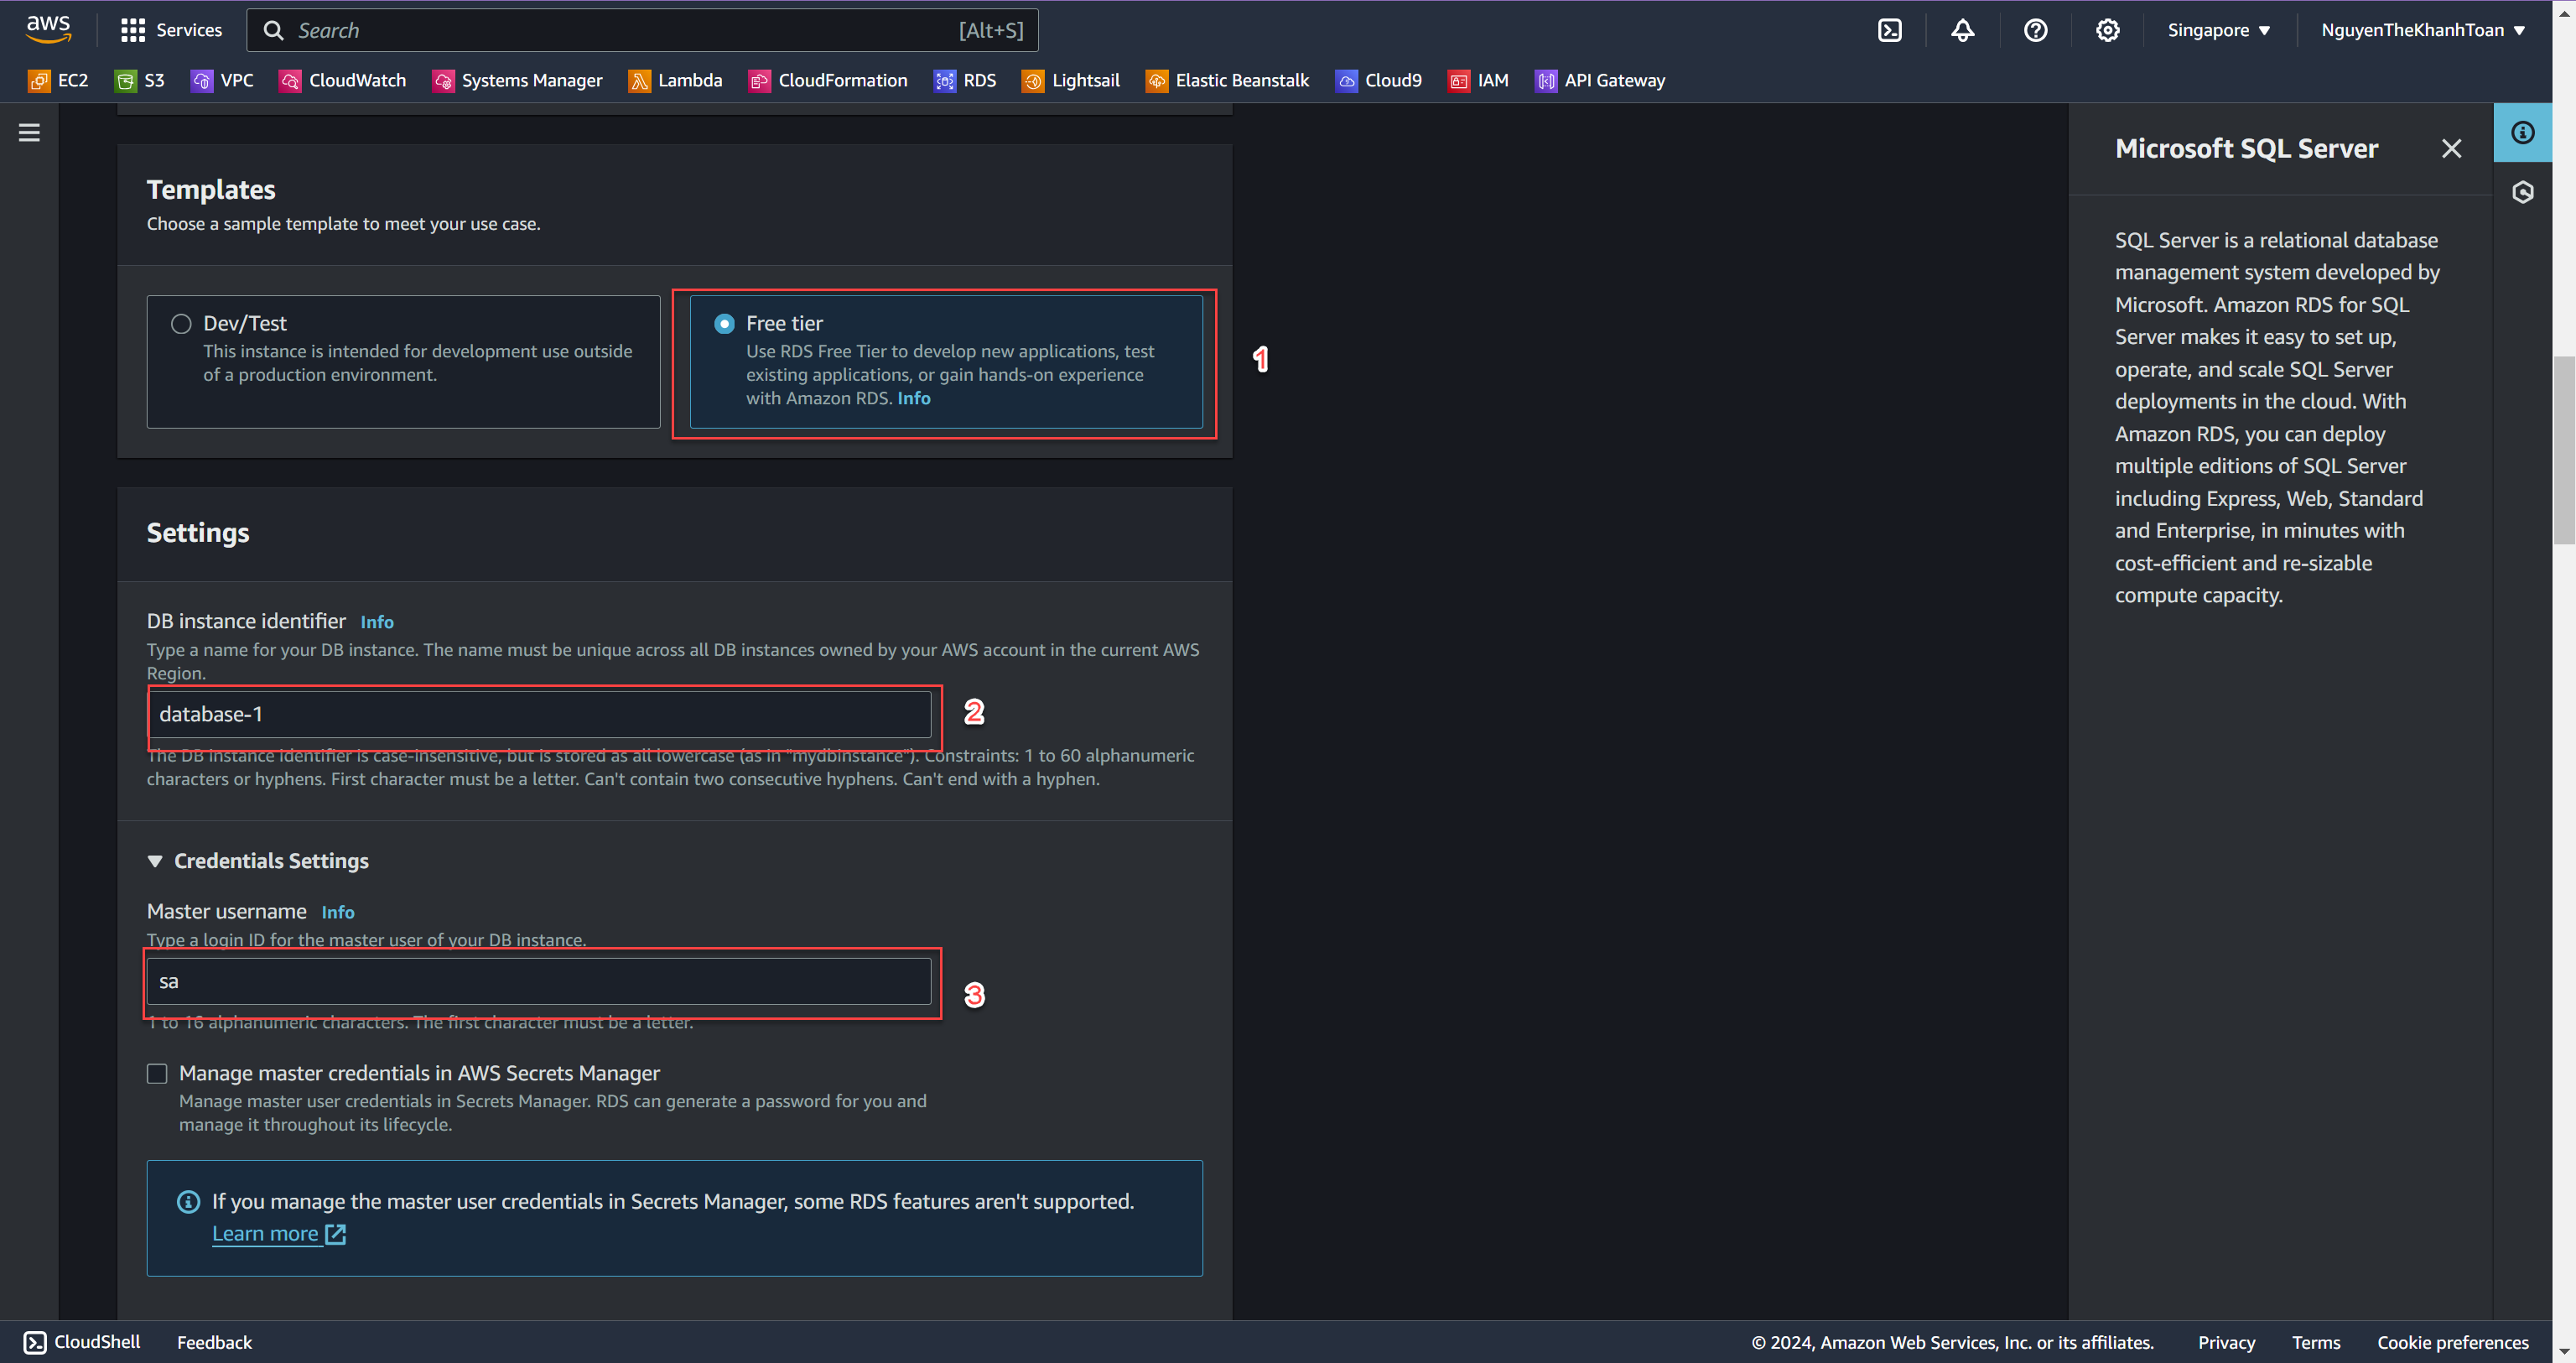 aws
Services
Search
[Alt+S]
Singapore
NguyenTheKhanhToan
EC2
S3
VPC
CloudWatch
Systems Manager
Lambda
CloudFormation
RDS
Lightsail
Elastic Beanstalk
Cloud9
IAM
API Gateway
Templates
Choose a sample template to meet your use case.
Dev/Test
This instance is intended for development use outside
of a production environment.
Free tier
Use RDS Free Tier to develop new applications, test
existing applications, or gain hands-on experience
with Amazon RDS. Info
1
Settings
DB instance identifier Info
Type a name for your DB instance. The name must be unique across all DB instances owned by your AWS account in the current AWS
Region.
database-1
2
The DB instance identifier is case-insensitive, but is stored as all lowercase (as in "mydbinstance"). Constraints: 1 to 60 alphanumeric
characters or hyphens. First character must be a letter. Can't contain two consecutive hyphens. Can't end with a hyphen.
Credentials Settings
Master username Info
Type a login ID for the master user of your DB instance.
sa
3
1 to 16 alphanumeric characters. The first character must be a letter.
Manage master credentials in AWS Secrets Manager
Manage master user credentials in Secrets Manager. RDS can generate a password for you and
manage it throughout its lifecycle.
If you manage the master user credentials in Secrets Manager, some RDS features aren't supported.
Learn more
Microsoft SQL Server
SQL Server is a relational database
management system developed by
Microsoft. Amazon RDS for SQL
Server makes it easy to set up,
operate, and scale SQL Server
deployments in the cloud. With
Amazon RDS, you can deploy
multiple editions of SQL Server
including Express, Web, Standard
and Enterprise, in minutes with
cost-efficient and re-sizable
compute capacity.
CloudShell
Feedback
© 2024, Amazon Web Services, Inc. or its affiliates.
Privacy
Terms
Cookie preferences